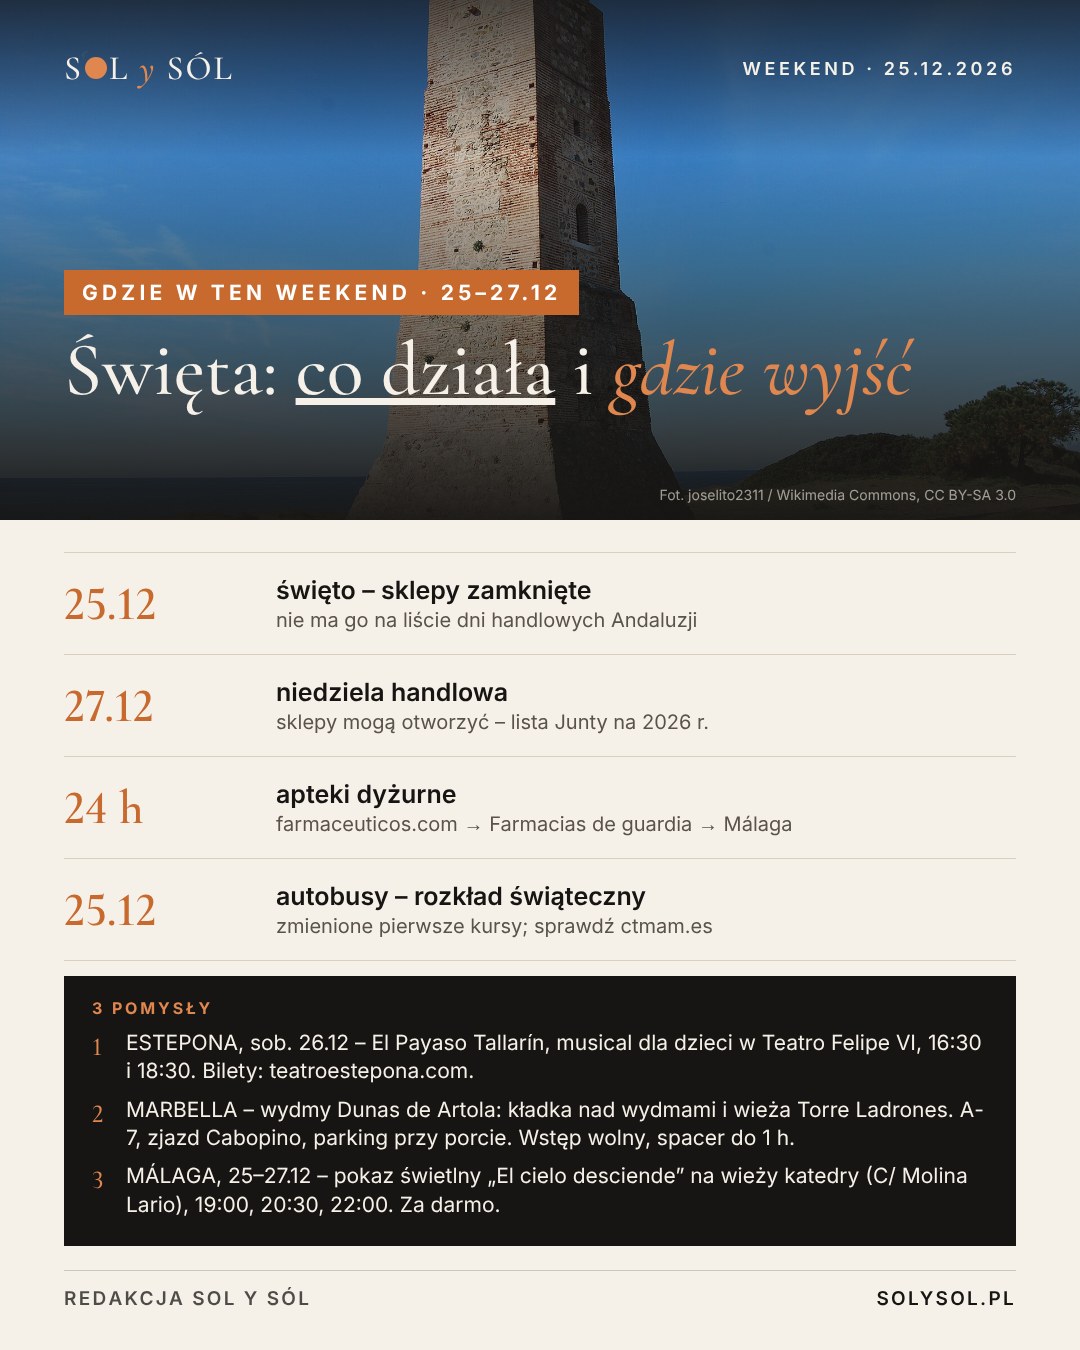 SOL y SÓL
WEEKEND · 25.12.2026
GDZIE W TEN WEEKEND · 25–27.12
Święta: co działa i gdzie wyjść
Fot. joselito2311 / Wikimedia Commons, CC BY-SA 3.0
25.12
święto – sklepy zamknięte
nie ma go na liście dni handlowych Andaluzji
27.12
niedziela handlowa
sklepy mogą otworzyć – lista Junty na 2026 r.
24 h
apteki dyżurne
farmaceuticos.com → Farmacias de guardia → Málaga
25.12
autobusy – rozkład świąteczny
zmienione pierwsze kursy; sprawdź ctmam.es
3 POMYSŁY
1 ESTEPONA, sob. 26.12 – El Payaso Tallarín, musical dla dzieci w Teatro Felipe VI, 16:30
i 18:30. Bilety: teatroestepona.com.
2 MARBELLA – wydmy Dunas de Artola: kładka nad wydmami i wieża Torre Ladrones. A-
7, zjazd Cabopino, parking przy porcie. Wstęp wolny, spacer do 1 h.
3 MÁLAGA, 25–27.12 – pokaz świetlny „El cielo desciende” na wieży katedry (C/ Molina
Lario), 19:00, 20:30, 22:00. Za darmo.
REDAKCJA SOL Y SÓL
SOLYSOL.PL